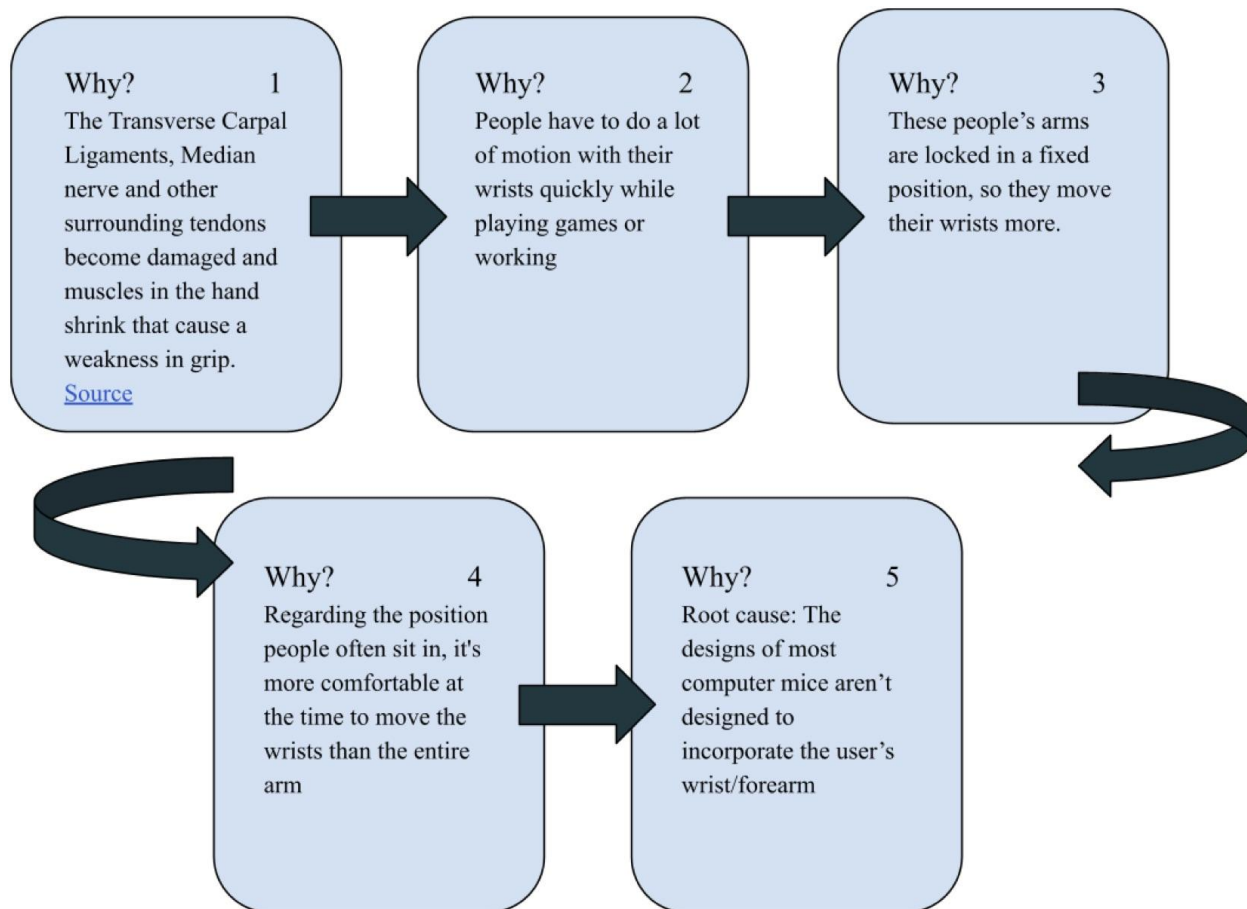 Why? 1
The Transverse Carpal
Ligaments, Median
nerve and other
surrounding tendons
become damaged and
muscles in the hand
shrink that cause a
weakness in grip.
Source
Why? 2
People have to do a lot
of motion with their
wrists quickly while
playing games or
working
Why? 3
These people’s arms
are locked in a fixed
position, so they move
their wrists more.
Why? 4
Regarding the position
people often sit in, it's
more comfortable at
the time to move the
wrists than the entire
arm
Why? 5
Root cause: The
designs of most
computer mice aren’t
designed to
incorporate the user’s
wrist/forearm